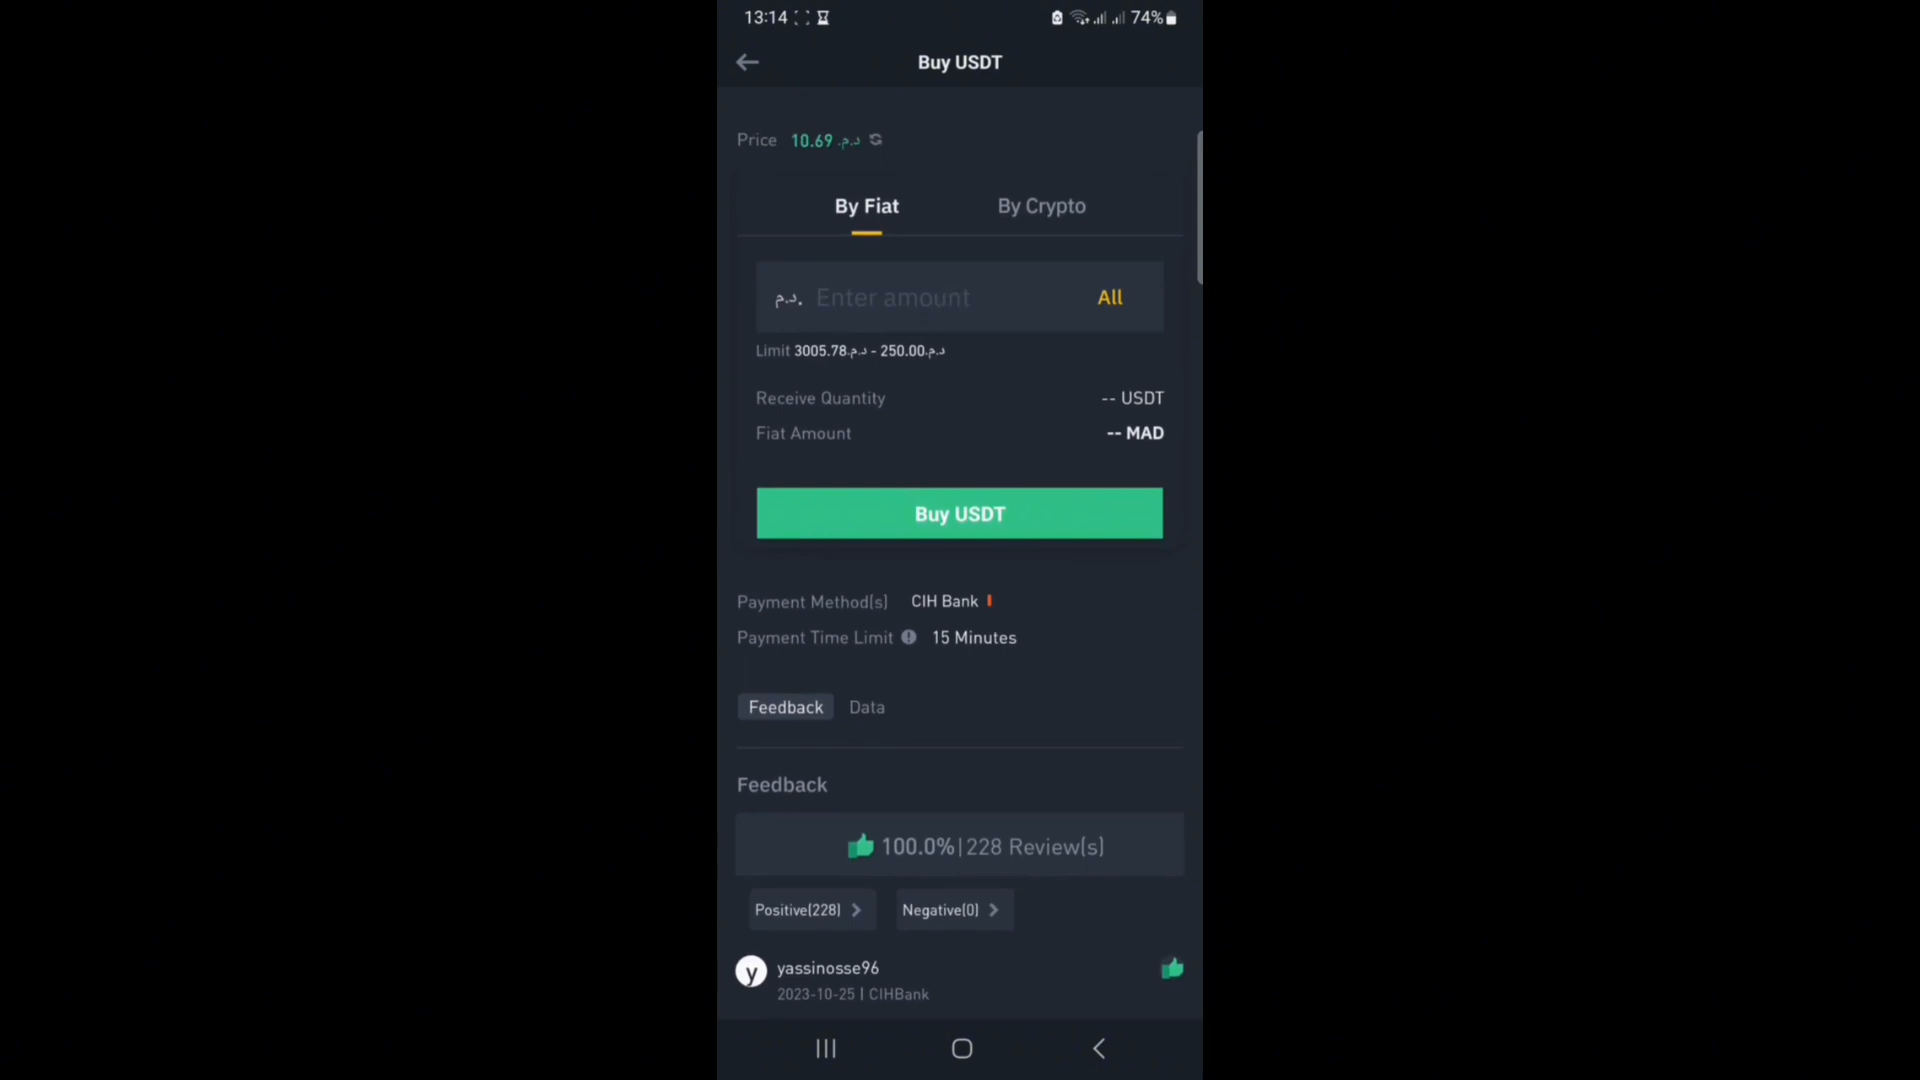 13:14 74%
Buy USDT
Price 10.69 د.م.
By Fiat By Crypto
د.م. Enter amount All
Limit 3005.78د.م. - 250.00د.م.
Receive Quantity -- USDT
Fiat Amount -- MAD
Buy USDT
Payment Method(s) CIH Bank
Payment Time Limit 15 Minutes
Feedback Data
Feedback
100.0%|228 Review(s)
Positive(228) Negative(0)
y yassinosse96
2023-10-25 | CIHBank